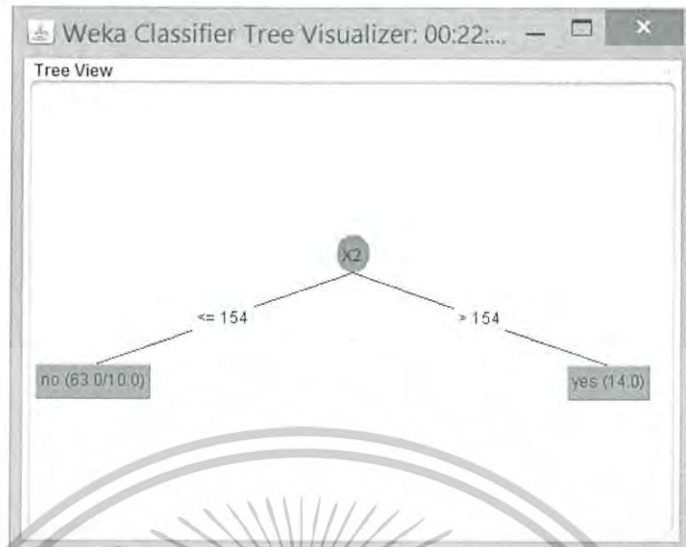 Weka Classifier Tree Visualizer: 00:22:...
Tree View
X2
<= 154
> 154
no (63.0/10.0)
yes (14.0)